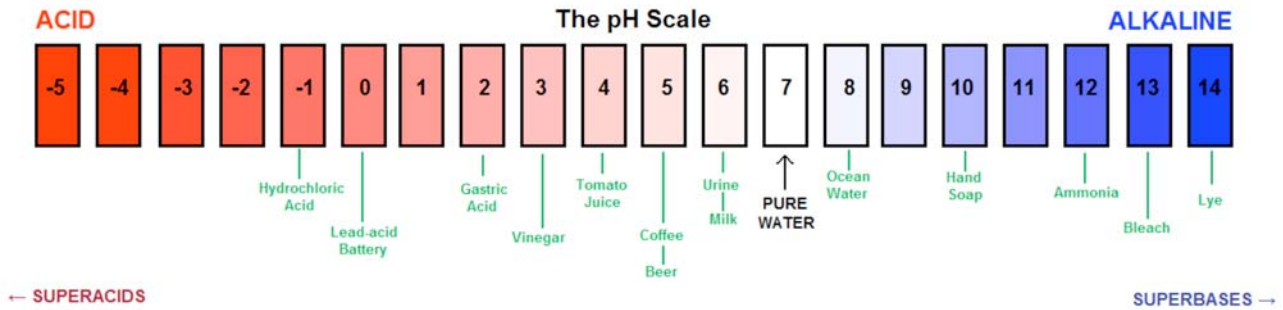 ACID The pH Scale ALKALINE
-5 -4 -3 -2 -1 0 1 2 3 4 5 6 7 8 9 10 11 12 13 14
Hydrochloric
Acid
Lead-acid
Battery
Gastric
Acid
Vinegar
Tomato
Juice
Coffee
Beer
Urine
Milk
PURE
WATER
Ocean
Water
Hand
Soap
Ammonia
Bleach
Lye
← SUPERACIDS
SUPERBASES →